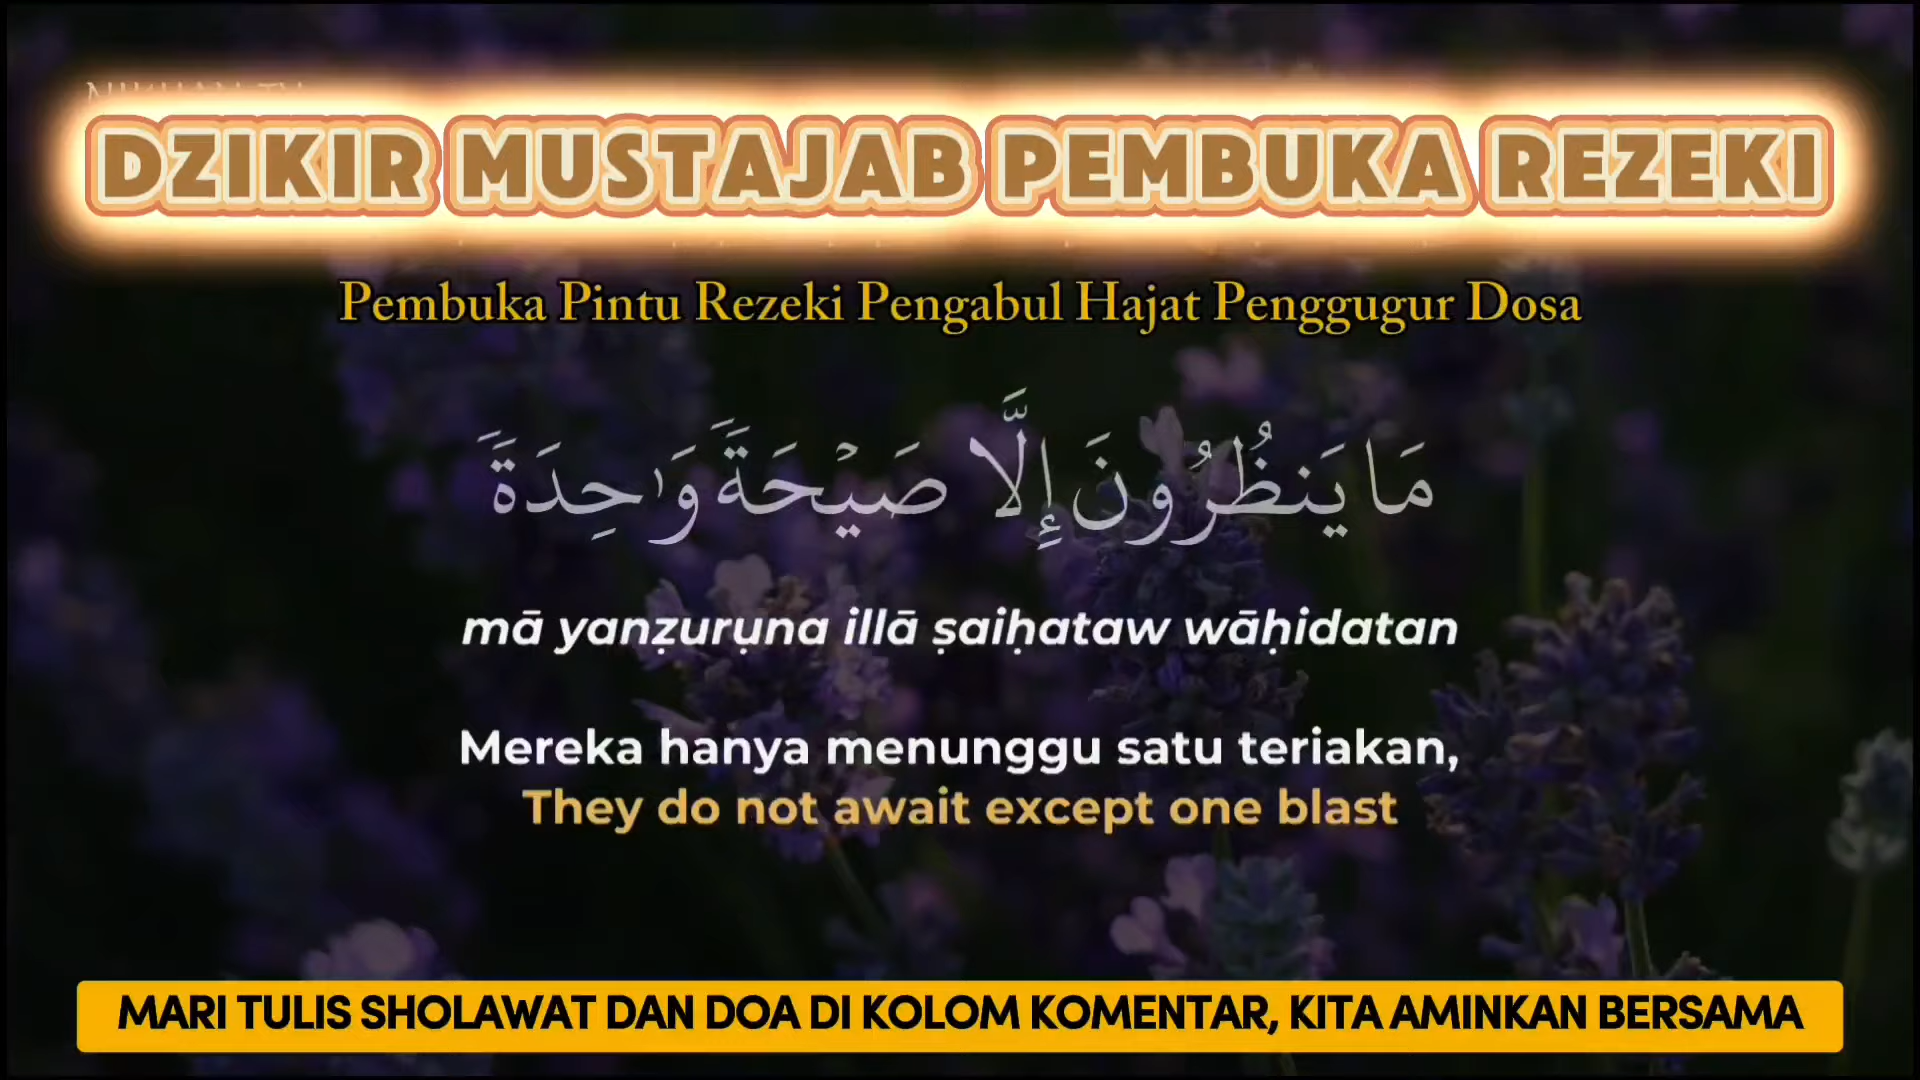 DZIKIR MUSTAJAB PEMBUKA REZEKI
Pembuka Pintu Rezeki Pengabul Hajat Penggugur Dosa
مَا يَنظُرُونَ إِلَّا صَيْحَةً وَٰحِدَةً
mā yanẓurụna illā ṣaiḥataw wāḥidatan
Mereka hanya menunggu satu teriakan,
They do not await except one blast
MARI TULIS SHOLAWAT DAN DOA DI KOLOM KOMENTAR, KITA AMINKAN BERSAMA